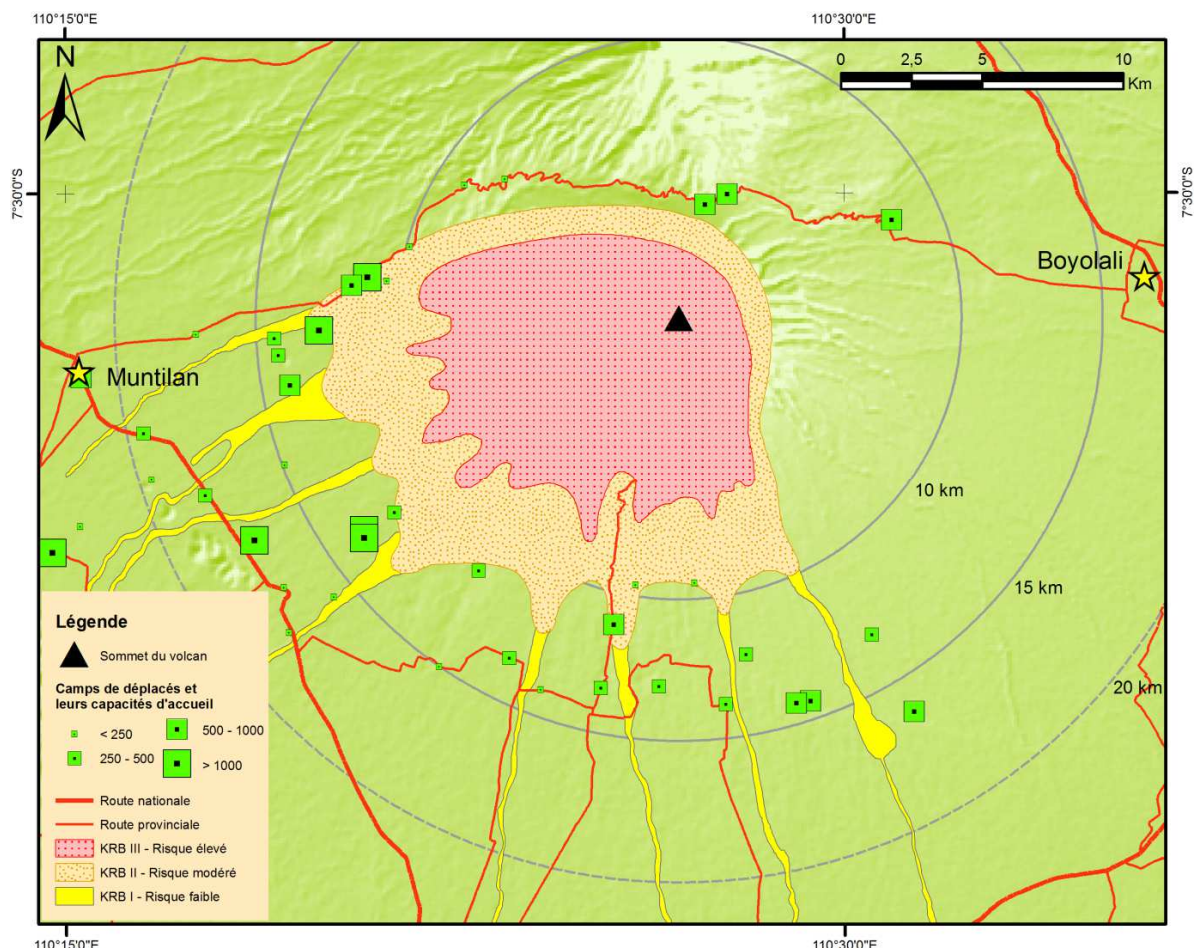 110°15'0"E
110°30'0"E
N
0
2,5
5
10
Km
7°30'0"S
7°30'0"S
Boyolali
Muntilan
10 km
15 km
20 km
Légende
Sommet du volcan
Camps de déplacés et
leurs capacités d'accueil
< 250
500 - 1000
250 - 500
> 1000
Route nationale
Route provinciale
KRB III - Risque élevé
KRB II - Risque modéré
KRB I - Risque faible
110°15'0"E
110°30'0"E